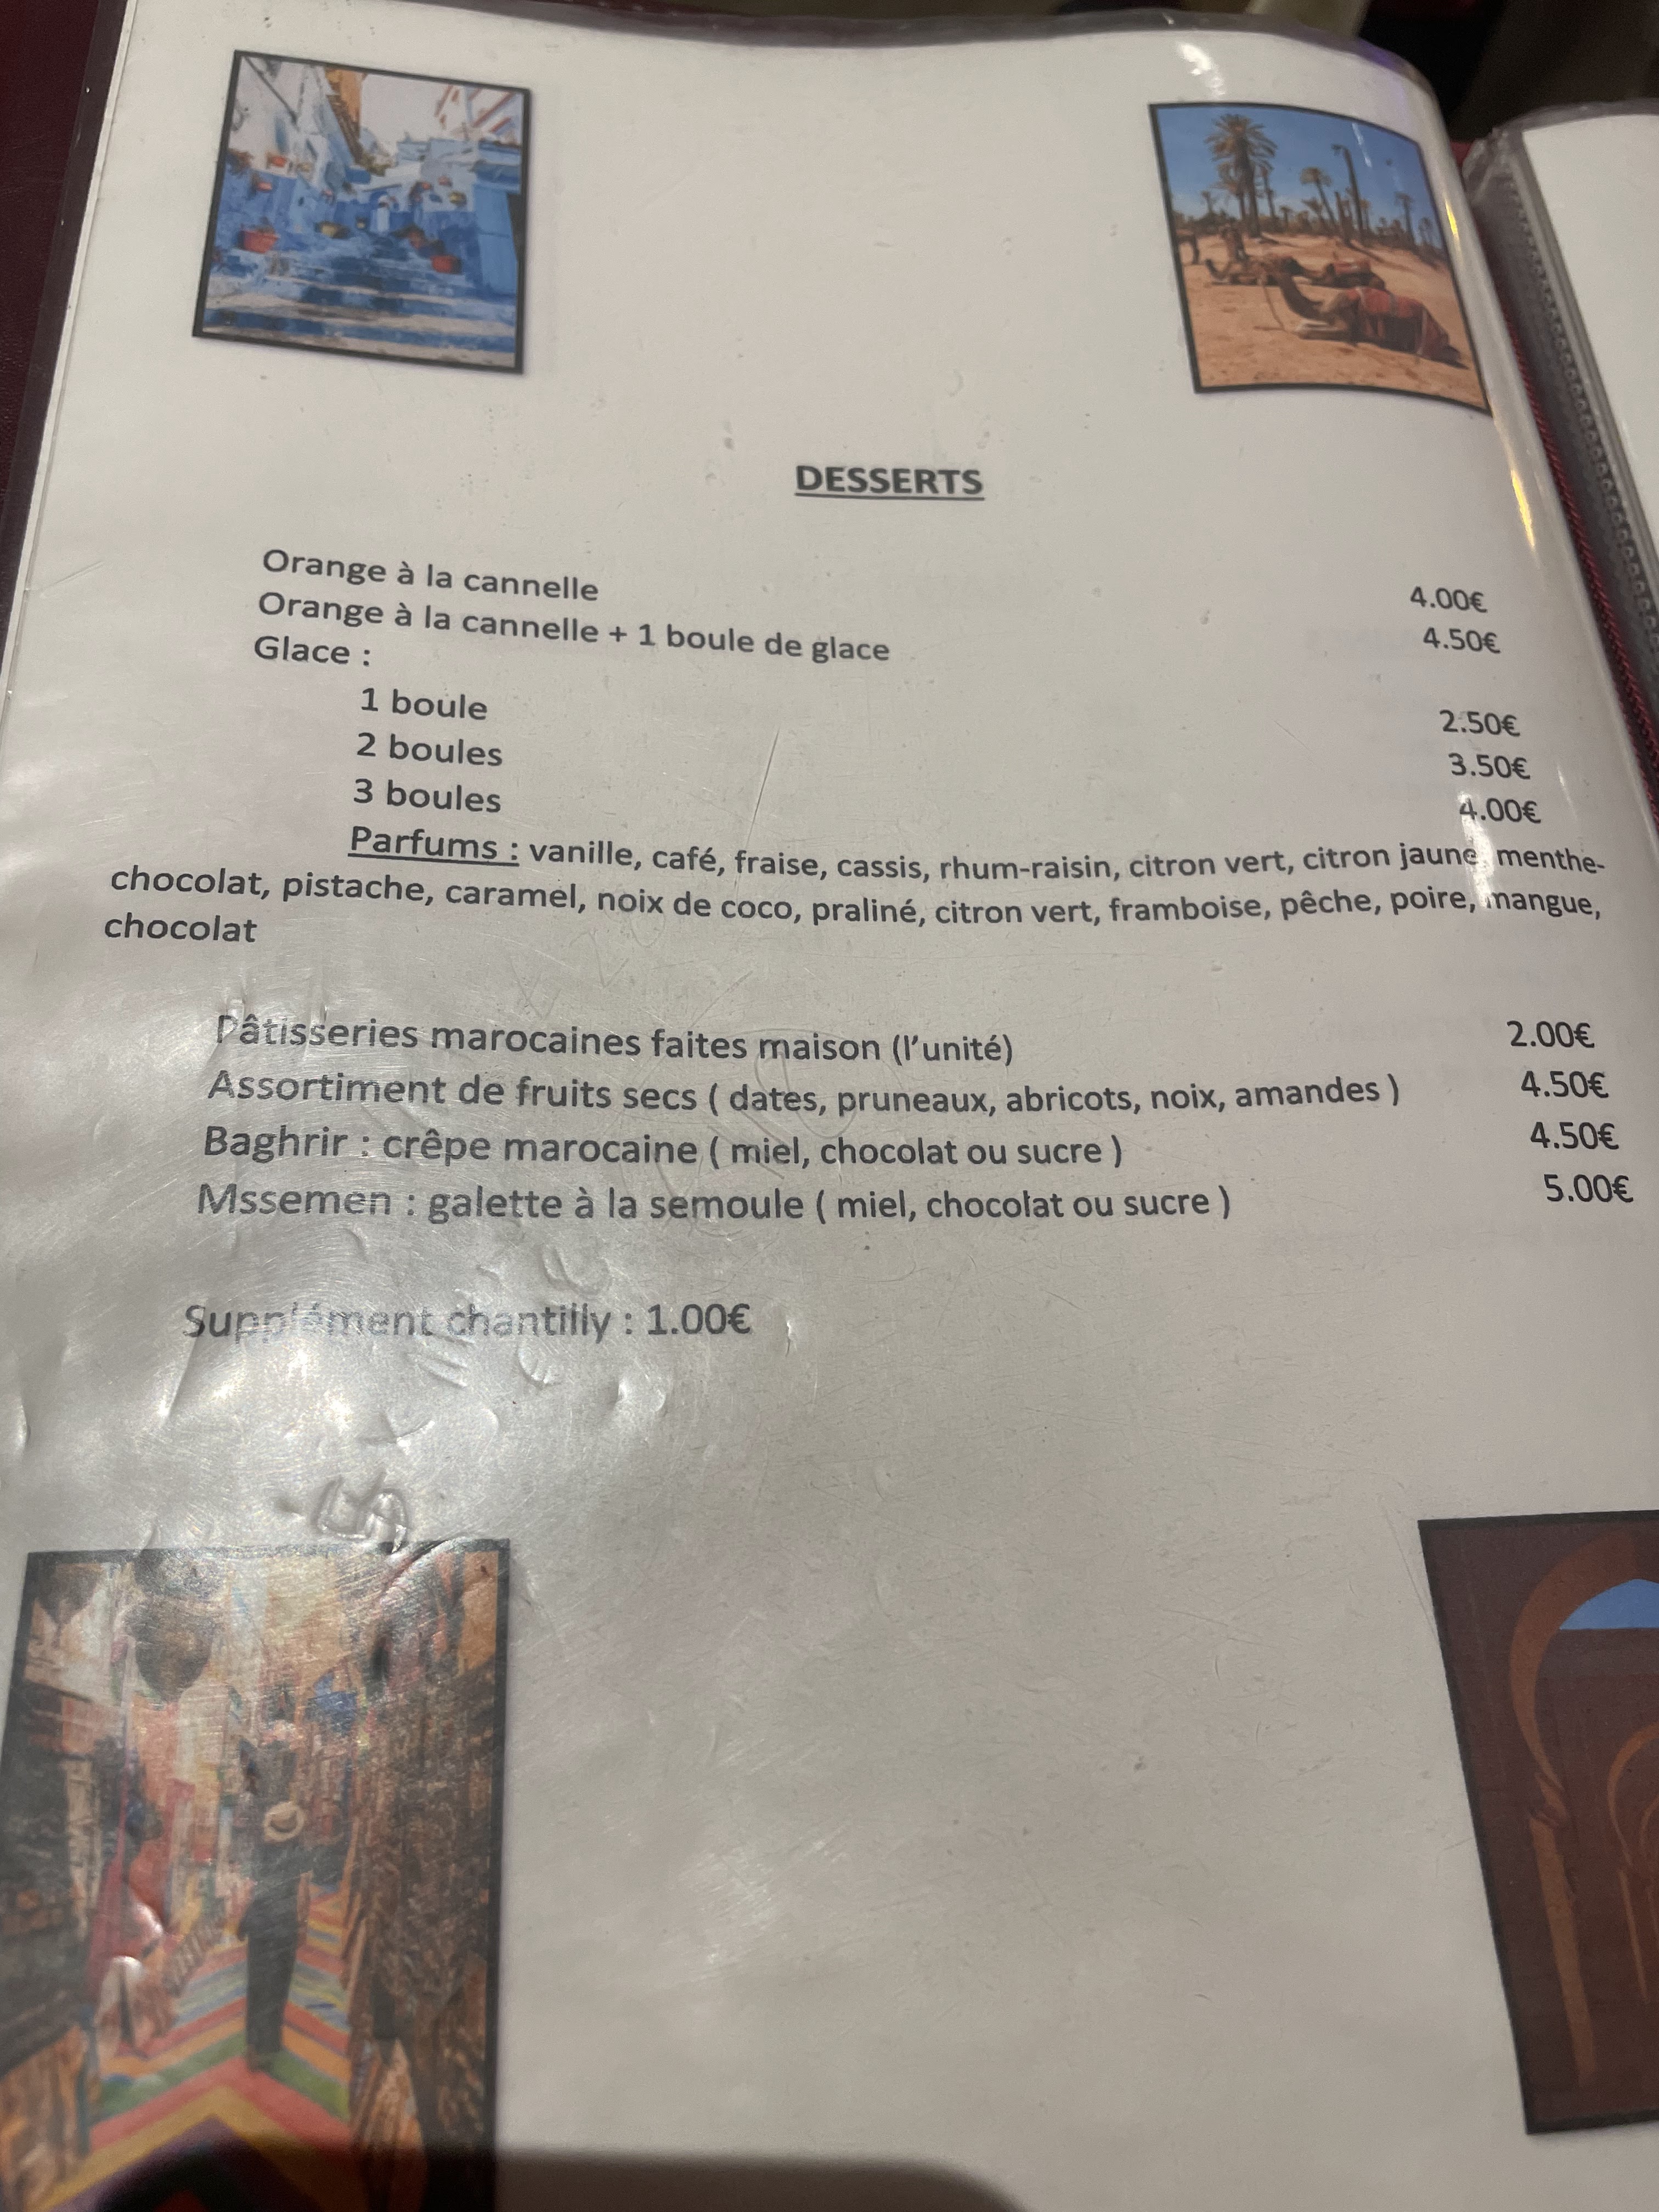 DESSERTS
Orange à la cannelle 4.00€
Orange à la cannelle + 1 boule de glace 4.50€
Glace :
1 boule 2.50€
2 boules 3.50€
3 boules 4.00€
Parfums : vanille, café, fraise, cassis, rhum-raisin, citron vert, citron jaune, menthe-
chocolat, pistache, caramel, noix de coco, praliné, citron vert, framboise, pêche, poire, mangue,
chocolat
Pâtisseries marocaines faites maison (l'unité) 2.00€
Assortiment de fruits secs ( dates, pruneaux, abricots, noix, amandes ) 4.50€
Baghrir : crêpe marocaine ( miel, chocolat ou sucre ) 4.50€
Mssemen : galette à la semoule ( miel, chocolat ou sucre ) 5.00€
Supplément chantilly : 1.00€